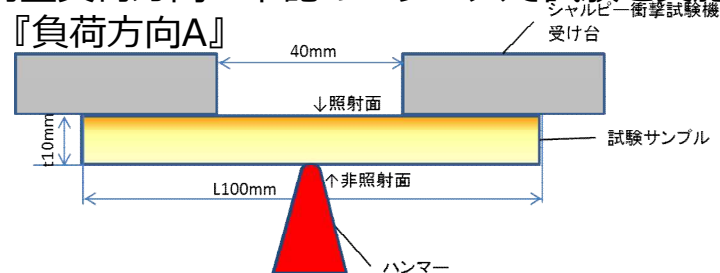 『負荷方向A』
シャルピー衝撃試験機
受け台
40mm
↓照射面
t10mm
試験サンプル
↑非照射面
L100mm
ハンマー